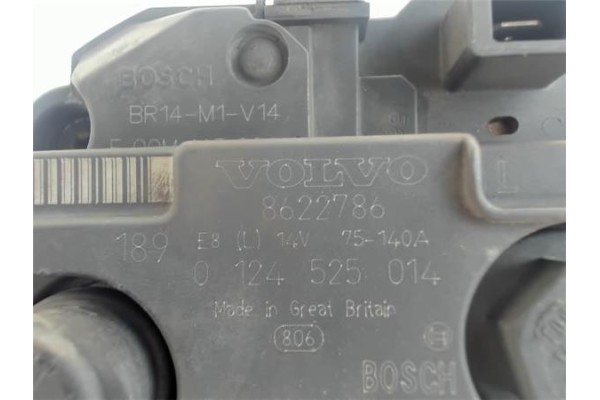 BOSCH
BR14-M1-V14
VOLVO
L
8622786
189 E8 (L) 14V 75-140A
0 124 525 014
Made in Great Britain
806
BOSCH